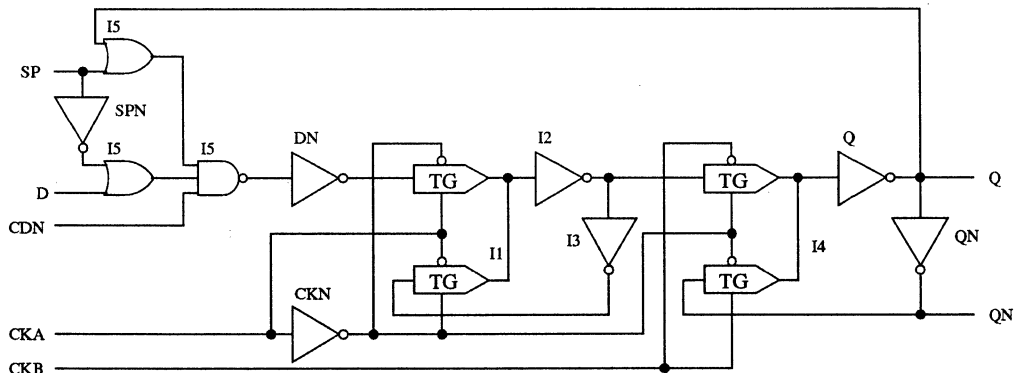 I5
SP
SPN
I5
I5
DN
I2
Q
TG
TG
Q
D
CDN
I3
I1
I4
QN
TG
TG
CKN
QN
CKA
CKB